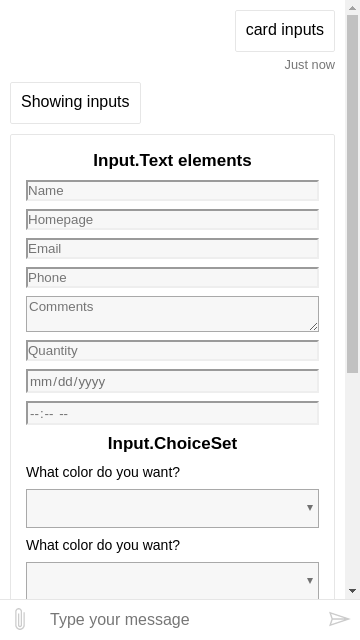 card inputs
Just now
Showing inputs
Input.Text elements
Name
Homepage
Email
Phone
Comments
Quantity
mm/dd/yyyy
--:-- --
Input.ChoiceSet
What color do you want?
What color do you want?
Type your message